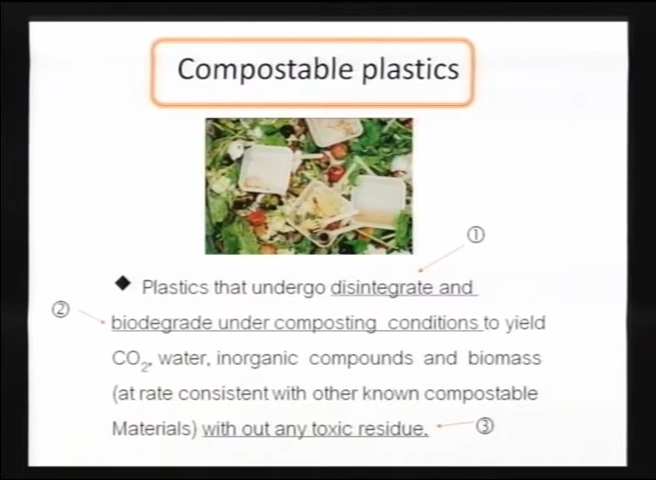 Compostable plastics
①
◆ Plastics that undergo disintegrate and
② biodegrade under composting conditions to yield
CO₂, water, inorganic compounds and biomass
(at rate consistent with other known compostable
Materials) with out any toxic residue. ③